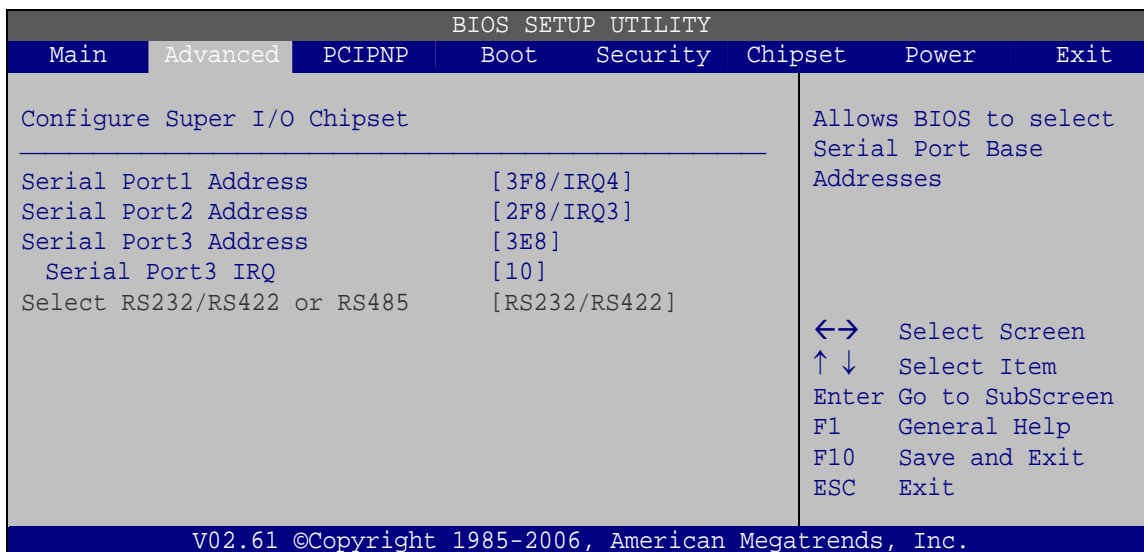 BIOS SETUP UTILITY
Main Advanced PCIPNP Boot Security Chipset Power Exit
Configure Super I/O Chipset
Serial Port1 Address [3F8/IRQ4]
Serial Port2 Address [2F8/IRQ3]
Serial Port3 Address [3E8]
Serial Port3 IRQ [10]
Select RS232/RS422 or RS485 [RS232/RS422]
Allows BIOS to select
Serial Port Base
Addresses
←→ Select Screen
↑ ↓ Select Item
Enter Go to SubScreen
F1 General Help
F10 Save and Exit
ESC Exit
V02.61 ©Copyright 1985-2006, American Megatrends, Inc.